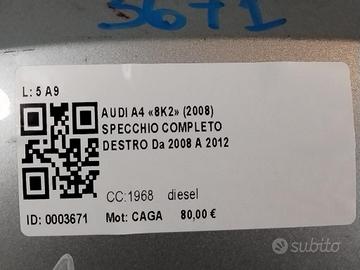 3671
L: 5 A9
AUDI A4 «8K2» (2008)
SPECCHIO COMPLETO
DESTRO Da 2008 A 2012
CC:1968 diesel
ID: 0003671 Mot: CAGA 80,00 €
subito